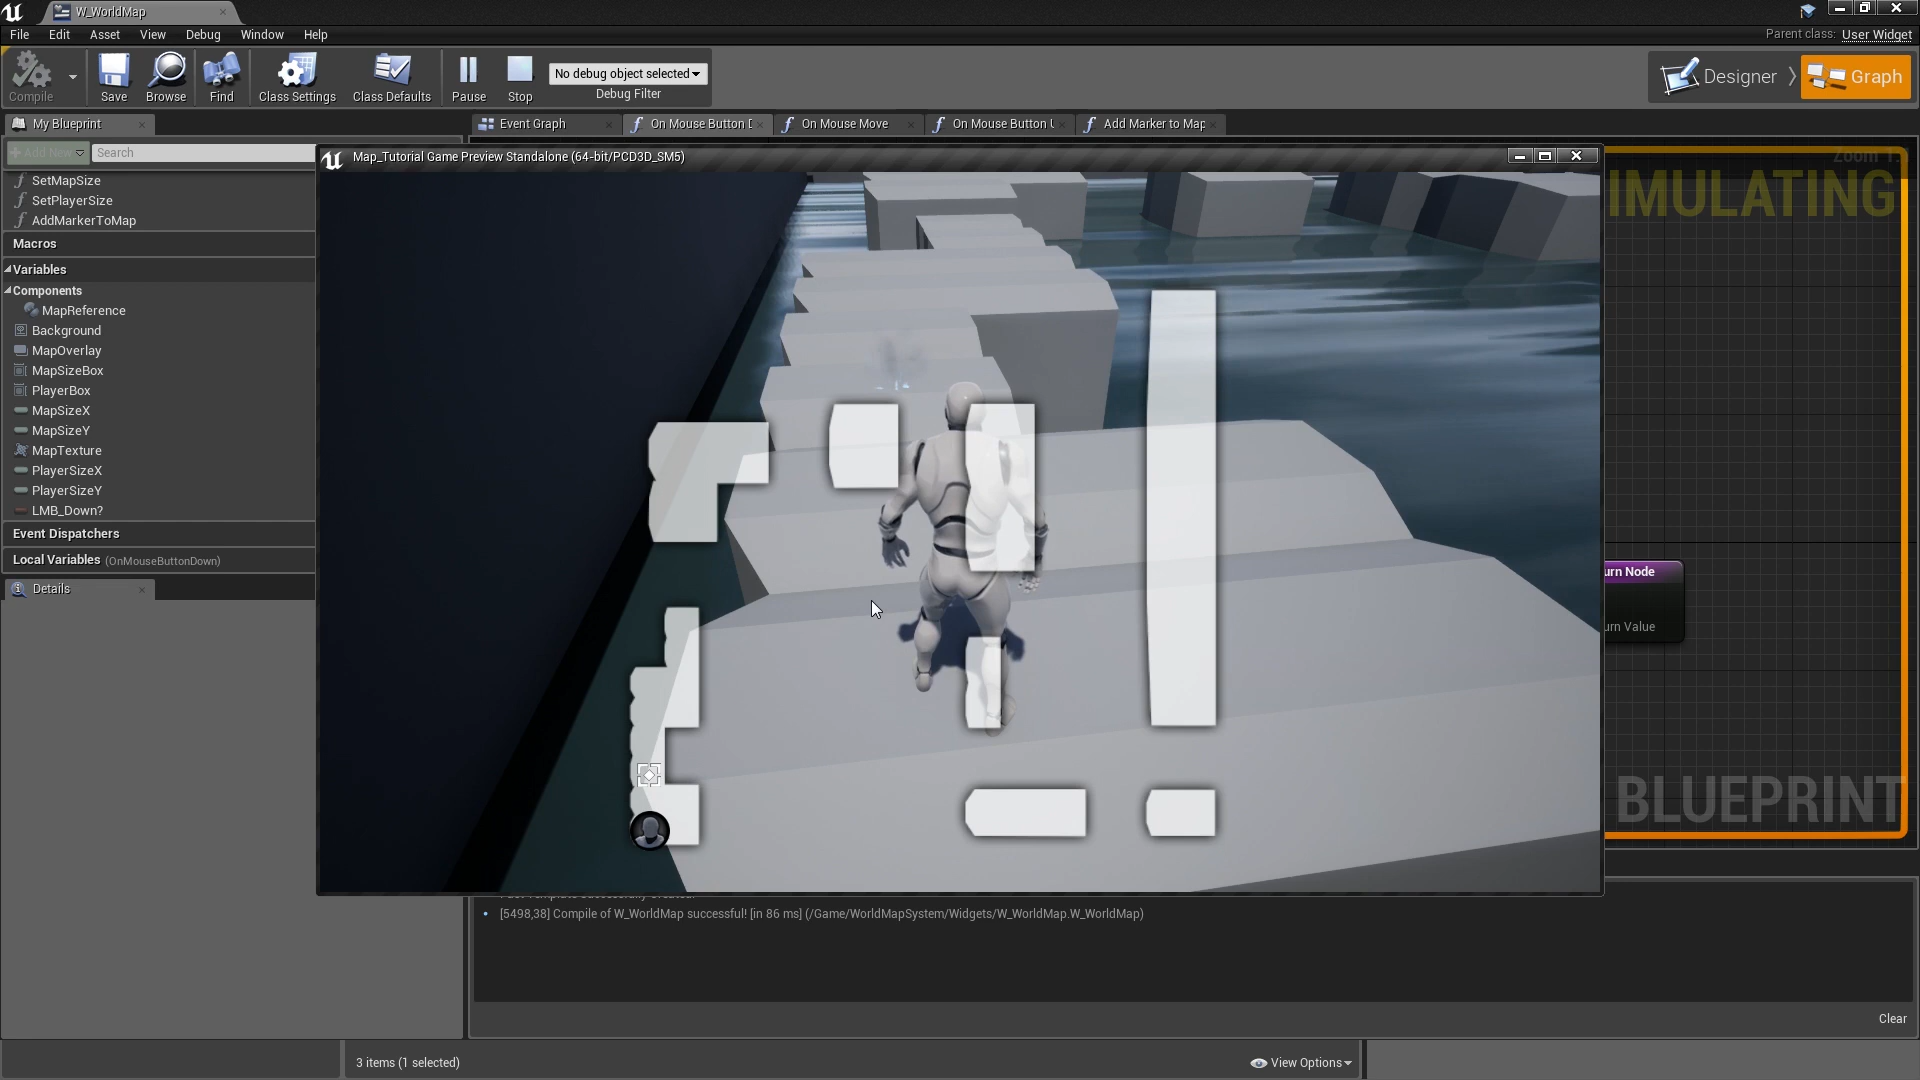 W_WorldMap
File Edit Asset View Debug Window Help
Parent class: User Widget
Compile
Save
Browse
Find
Class Settings
Class Defaults
Pause
Stop
No debug object selected
Debug Filter
Designer
Graph
My Blueprint
Event Graph
On Mouse Button D
On Mouse Move
On Mouse Button U
Add Marker to Map
Add New
Search
Map_Tutorial Game Preview Standalone (64-bit/PCD3D_SM5)
Zoom 1:
IMULATING
SetMapSize
SetPlayerSize
AddMarkerToMap
Macros
Variables
Components
MapReference
Background
MapOverlay
MapSizeBox
PlayerBox
MapSizeX
MapSizeY
MapTexture
PlayerSizeX
PlayerSizeY
LMB_Down?
Event Dispatchers
Local Variables (OnMouseButtonDown)
Details
urn Node
urn Value
BLUEPRINT
[5498,38] Compile of W_WorldMap successful! [in 86 ms] (/Game/WorldMapSystem/Widgets/W_WorldMap.W_WorldMap)
Clear
3 items (1 selected)
View Options